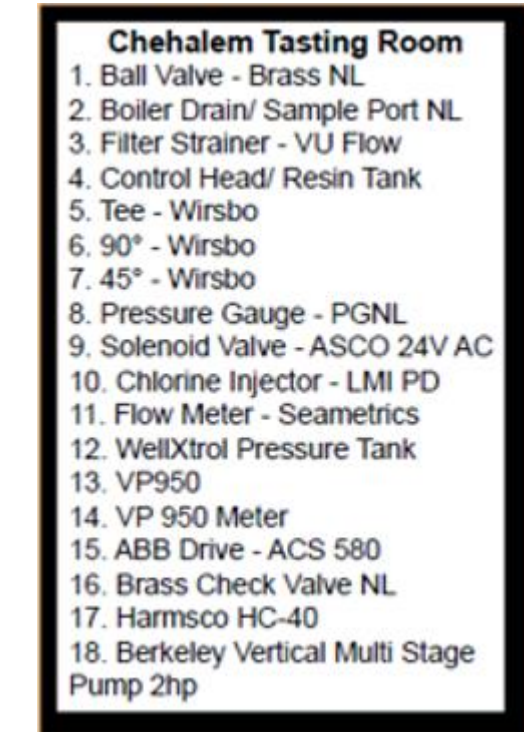 Chehalem Tasting Room
1. Ball Valve - Brass NL
2. Boiler Drain/ Sample Port NL
3. Filter Strainer - VU Flow
4. Control Head/ Resin Tank
5. Tee - Wirsbo
6. 90° - Wirsbo
7. 45° - Wirsbo
8. Pressure Gauge - PGNL
9. Solenoid Valve - ASCO 24V AC
10. Chlorine Injector - LMI PD
11. Flow Meter - Seametrics
12. WellXtrol Pressure Tank
13. VP950
14. VP 950 Meter
15. ABB Drive - ACS 580
16. Brass Check Valve NL
17. Harmsco HC-40
18. Berkeley Vertical Multi Stage
Pump 2hp